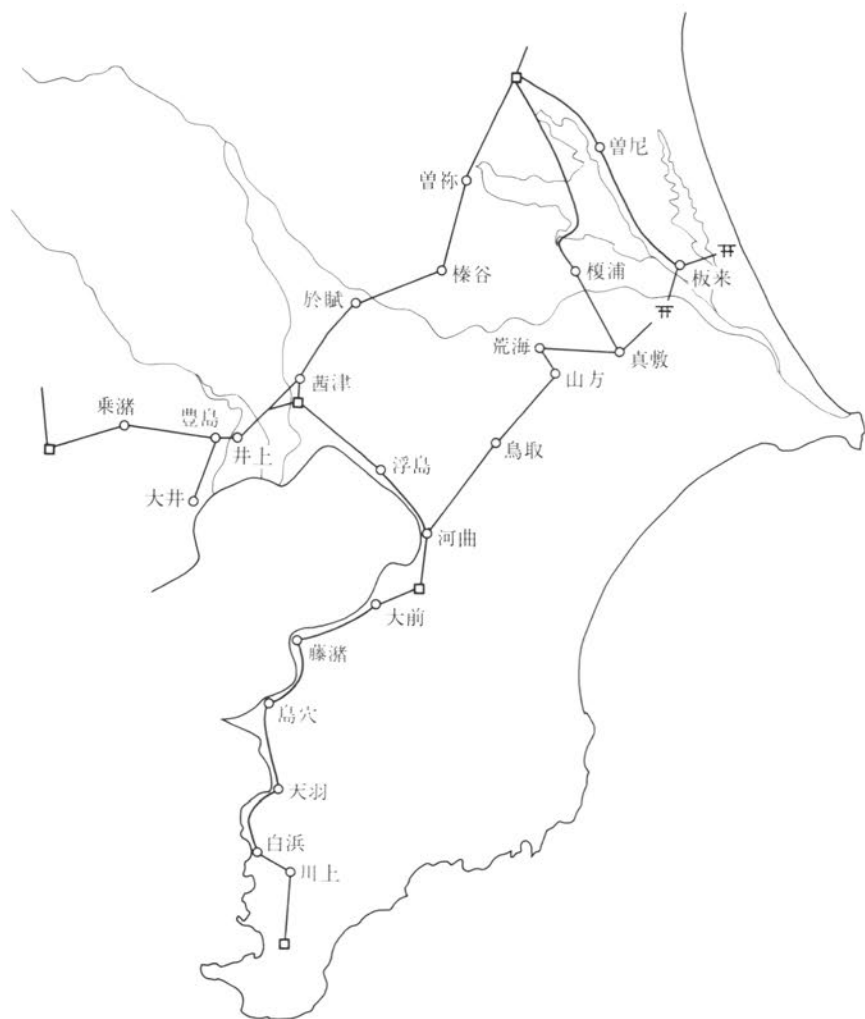 曽尼
曽祢
板来
榛谷
榎浦
於賦
荒海
真敷
茜津
山方
乗潴
豊島
井上
鳥取
浮島
大井
河曲
大前
藤潴
島穴
天羽
白浜
川上